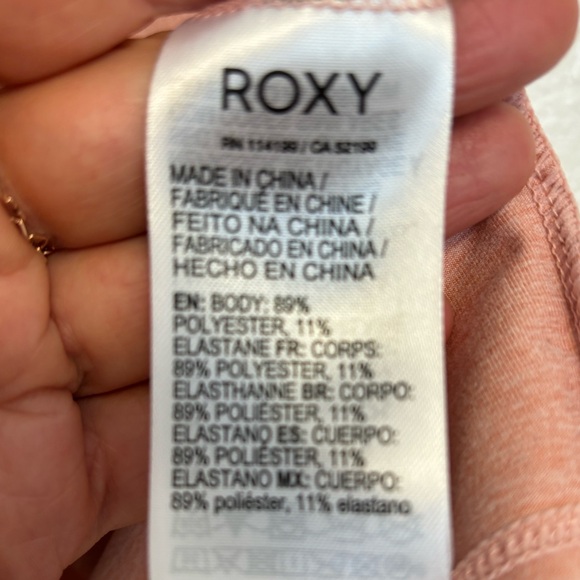 ROXY
RN 114199 / CA 52199
MADE IN CHINA /
FABRIQUÉ EN CHINE /
FEITO NA CHINA /
FABRICADO EN CHINA /
HECHO EN CHINA
EN: BODY: 89%
POLYESTER, 11%
ELASTANE FR: CORPS:
89% POLYESTER, 11%
ELASTHANNE BR: CORPO:
89% POLIÉSTER, 11%
ELASTANO ES: CUERPO:
89% POLIÉSTER, 11%
ELASTANO MX: CUERPO:
89% poliéster, 11% elastano